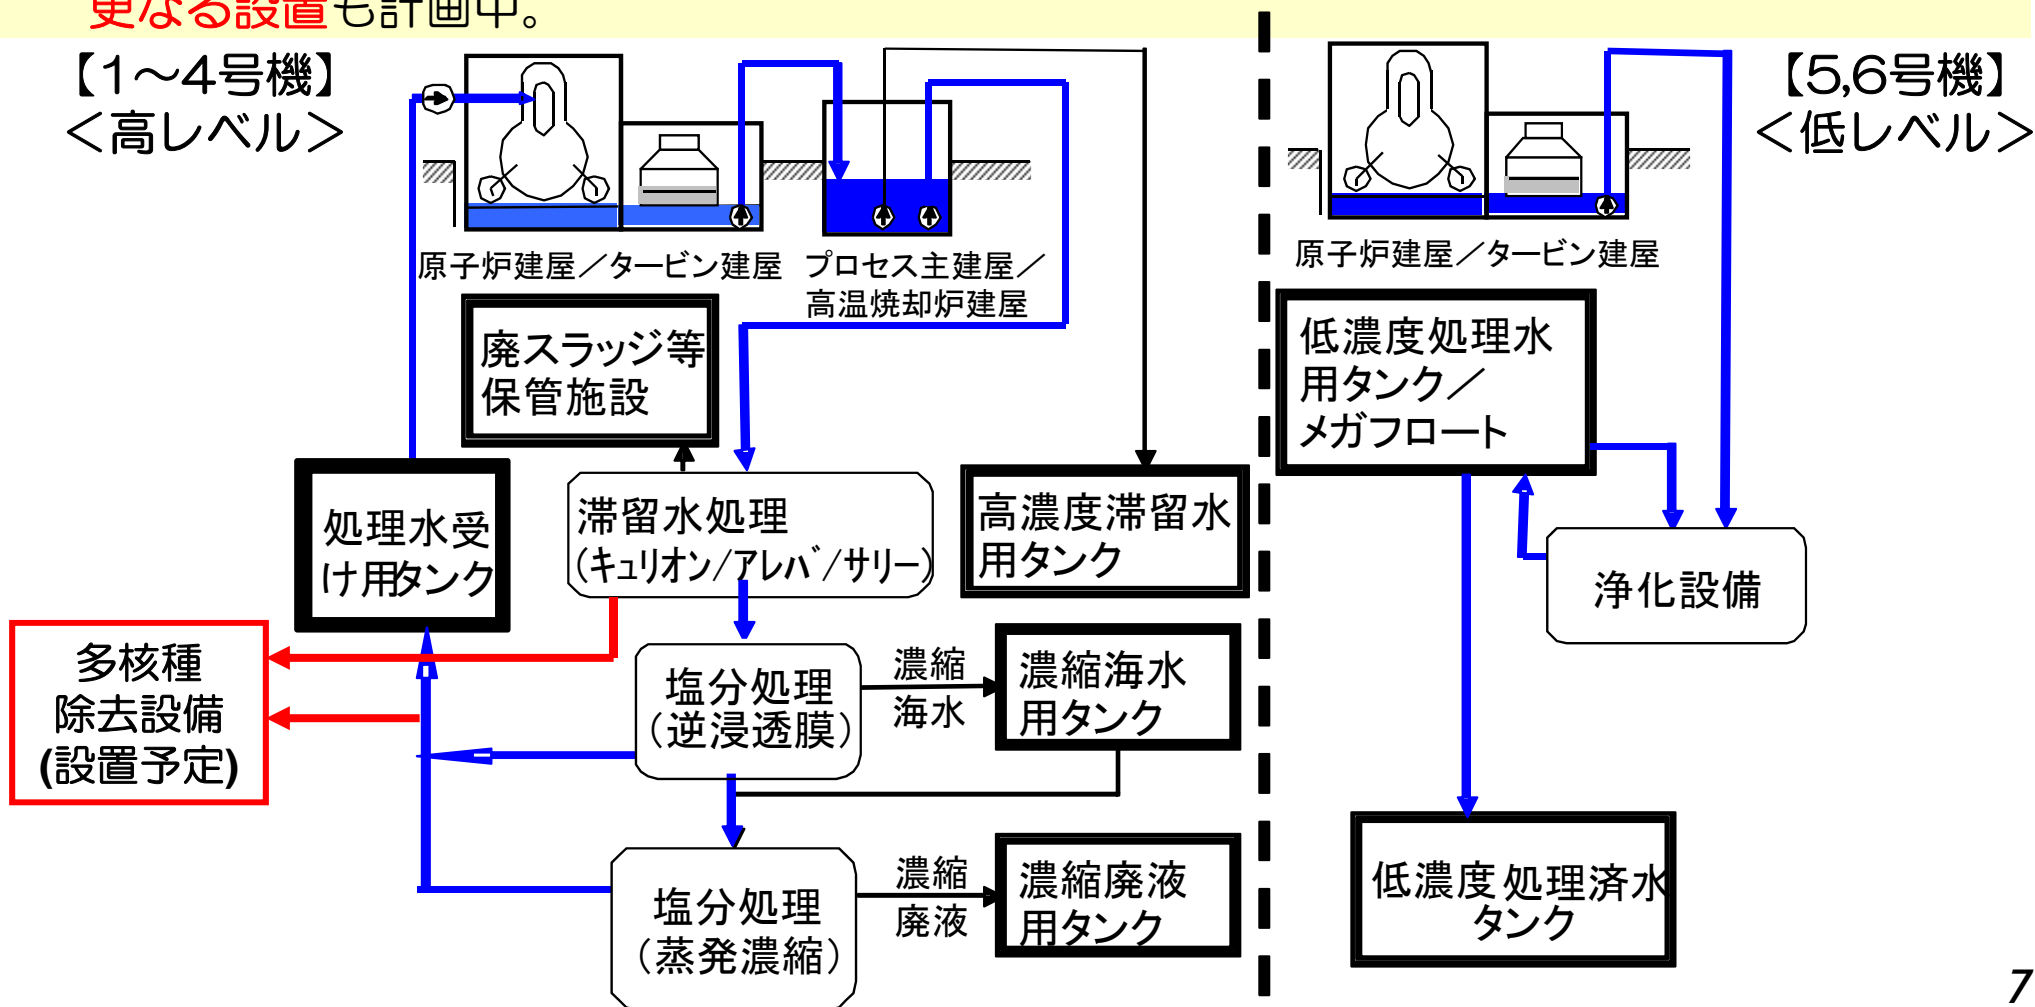 更なる設置も計画中。
【1~4号機】
<高レベル>
【5,6号機】
<低レベル>
原子炉建屋/タービン建屋
プロセス主建屋/
高温焼却炉建屋
原子炉建屋/タービン建屋
廃スラッジ等
保管施設
低濃度処理水
用タンク/
メガフロート
処理水受
け用タンク
滞留水処理
(キュリオン/アレバ/サリー)
高濃度滞留水
用タンク
浄化設備
多核種
除去設備
(設置予定)
塩分処理
(逆浸透膜)
濃縮
海水
濃縮海水
用タンク
塩分処理
(蒸発濃縮)
濃縮
廃液
濃縮廃液
用タンク
低濃度処理済水
タンク
7